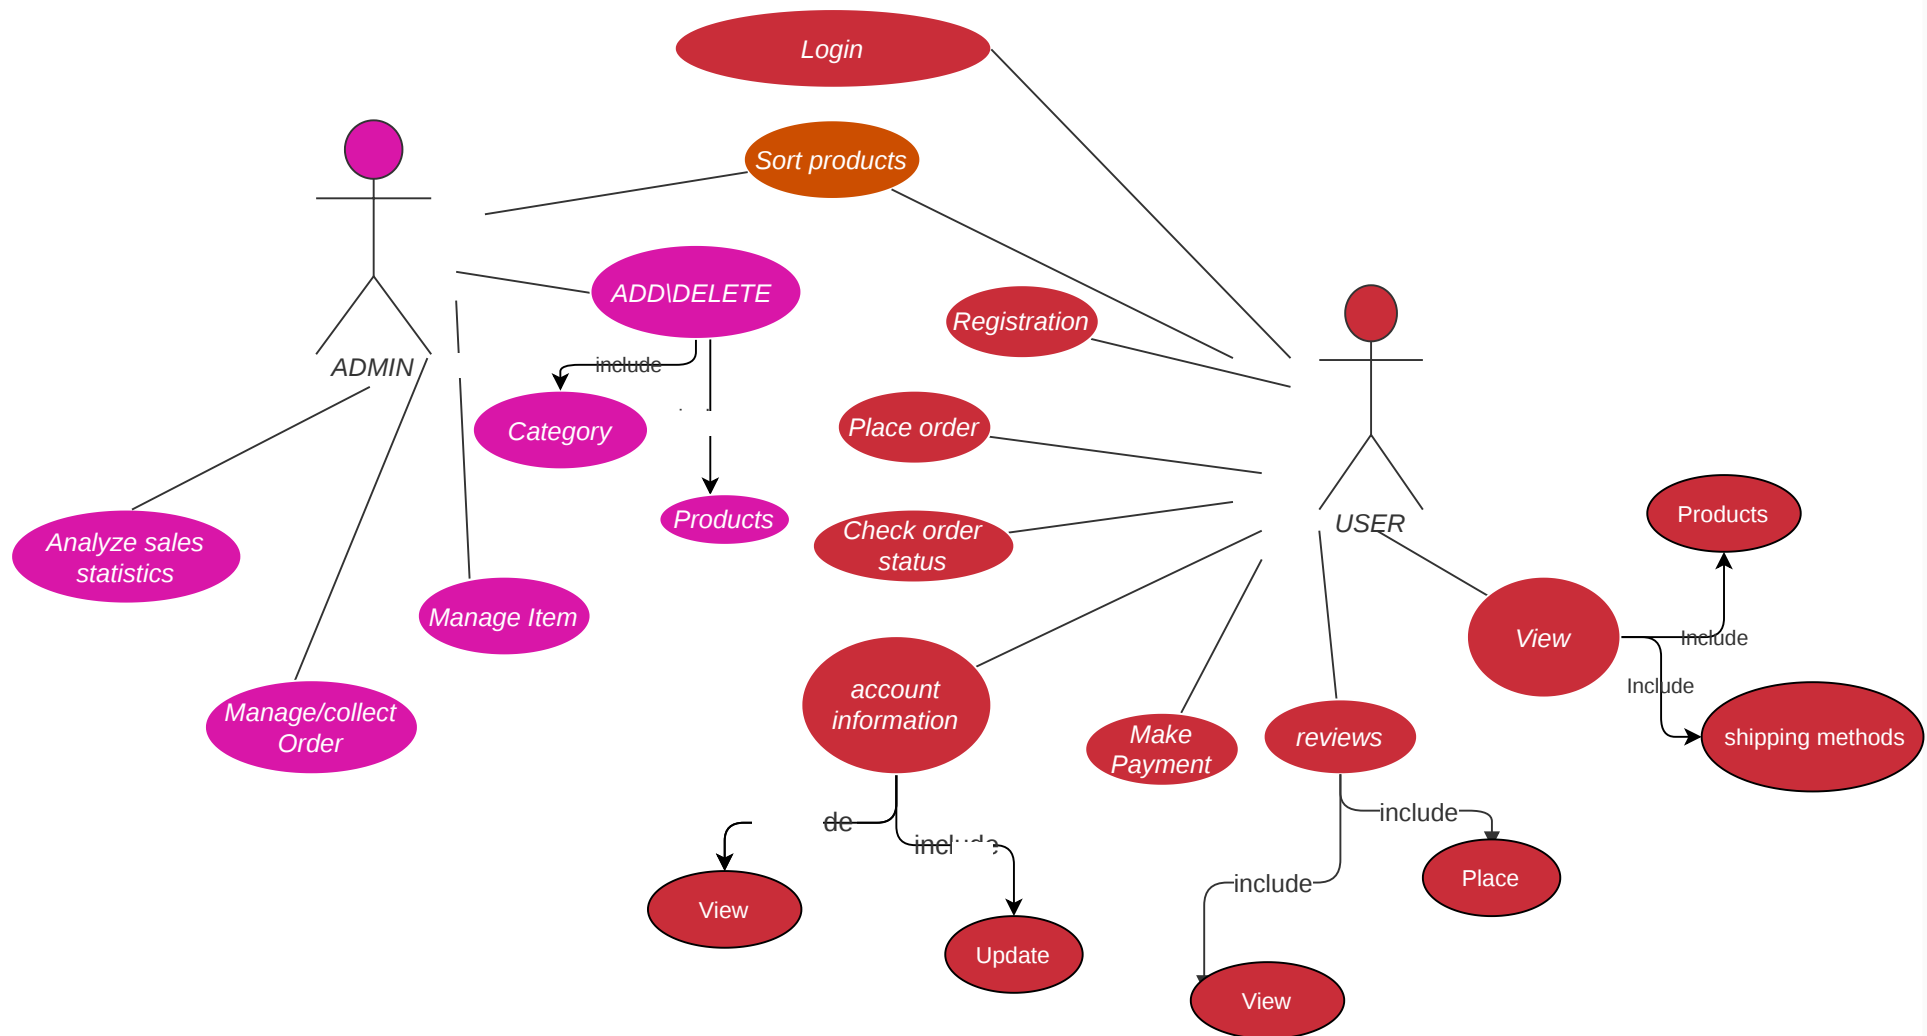 Login
Sort products
ADD\DELETE
Registration
include
ADMIN
Category
Place order
Products
Products
USER
Check order
status
Analyze sales
statistics
Manage Item
View
Include
Include
account
information
Manage/collect
Order
Make
Payment
reviews
shipping methods
include
de
include
Place
include
View
Update
View